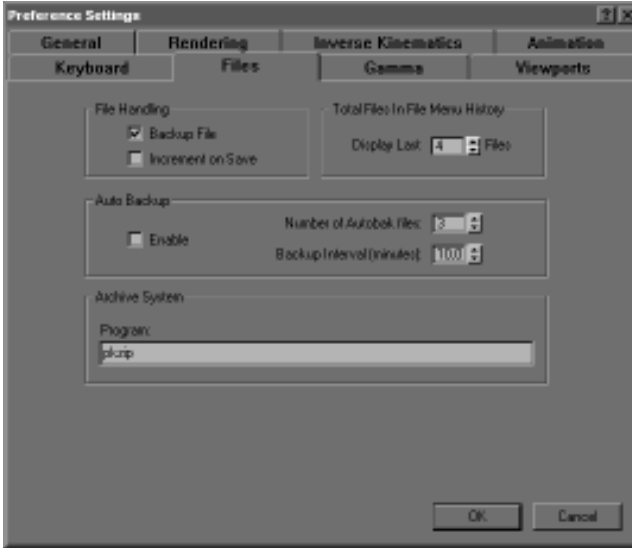 Preference Settings
General Rendering Inverse Kinematics Animation
Keyboard Files Gamma Viewports
File Handling
Backup File
Increment on Save
Total Files In File Menu History
Display Last: 4 Files
Auto Backup
Enable
Number of Autobak files: 3
Backup Interval (minutes): 10.0
Archive System
Program:
pkzip
OK Cancel